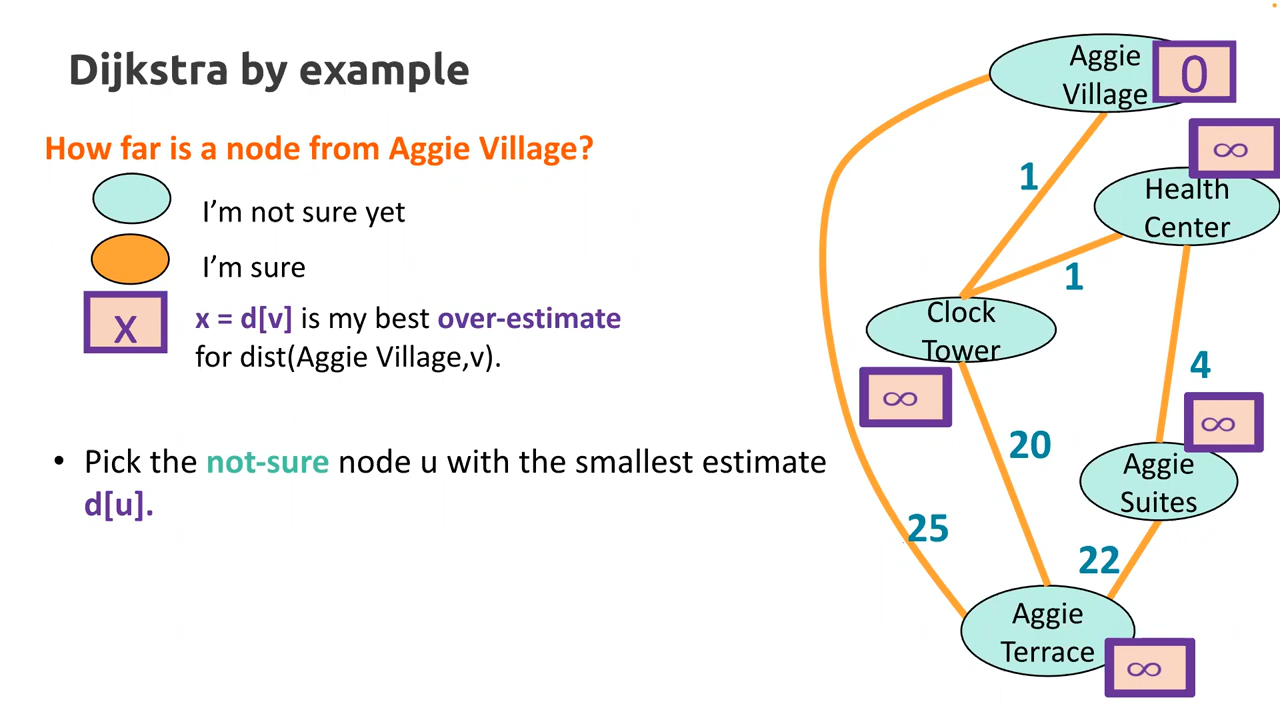 Dijkstra by example
How far is a node from Aggie Village?
I'm not sure yet
I'm sure
x
x = d[v] is my best over-estimate
for dist(Aggie Village,v).
• Pick the not-sure node u with the smallest estimate
d[u].
Aggie
Village
0
∞
Health
Center
1
1
Clock
Tower
∞
4
∞
20
Aggie
Suites
25
22
Aggie
Terrace
∞